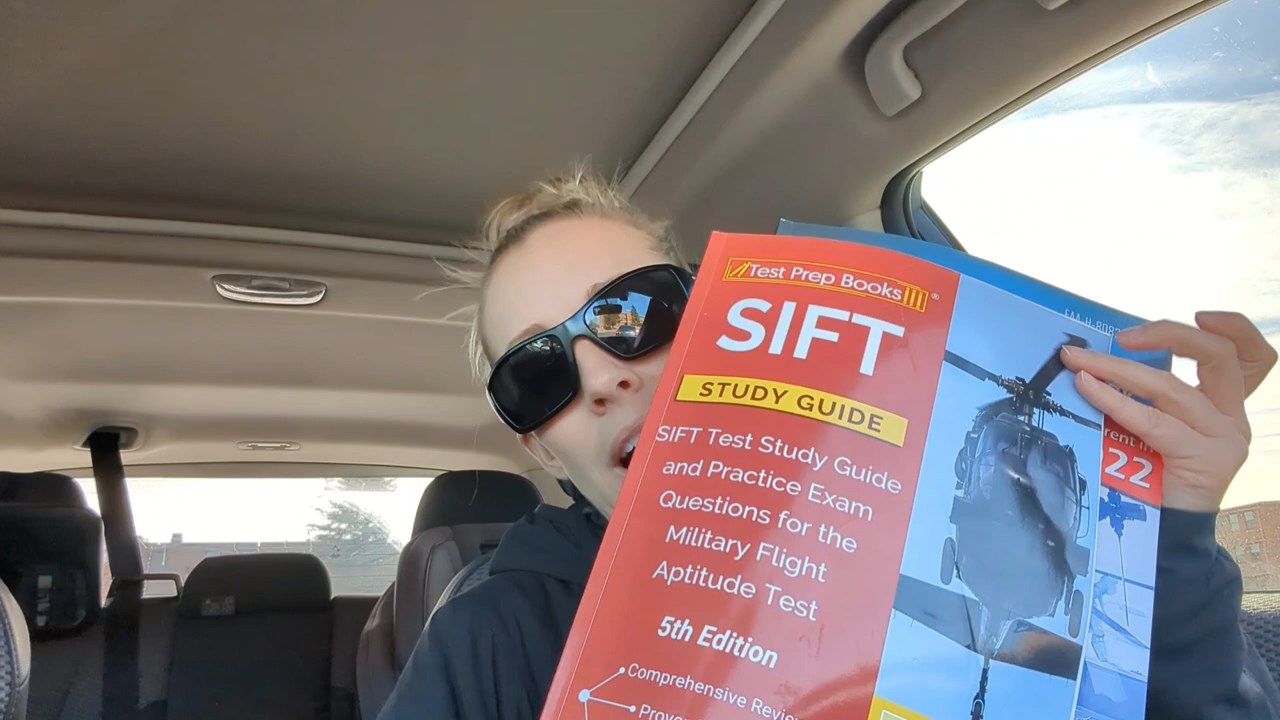 Test Prep Books
®
SIFT
STUDY GUIDE
SIFT Test Study Guide
and Practice Exam
Questions for the
Military Flight
Aptitude Test
5th Edition
Comprehensive Review
22